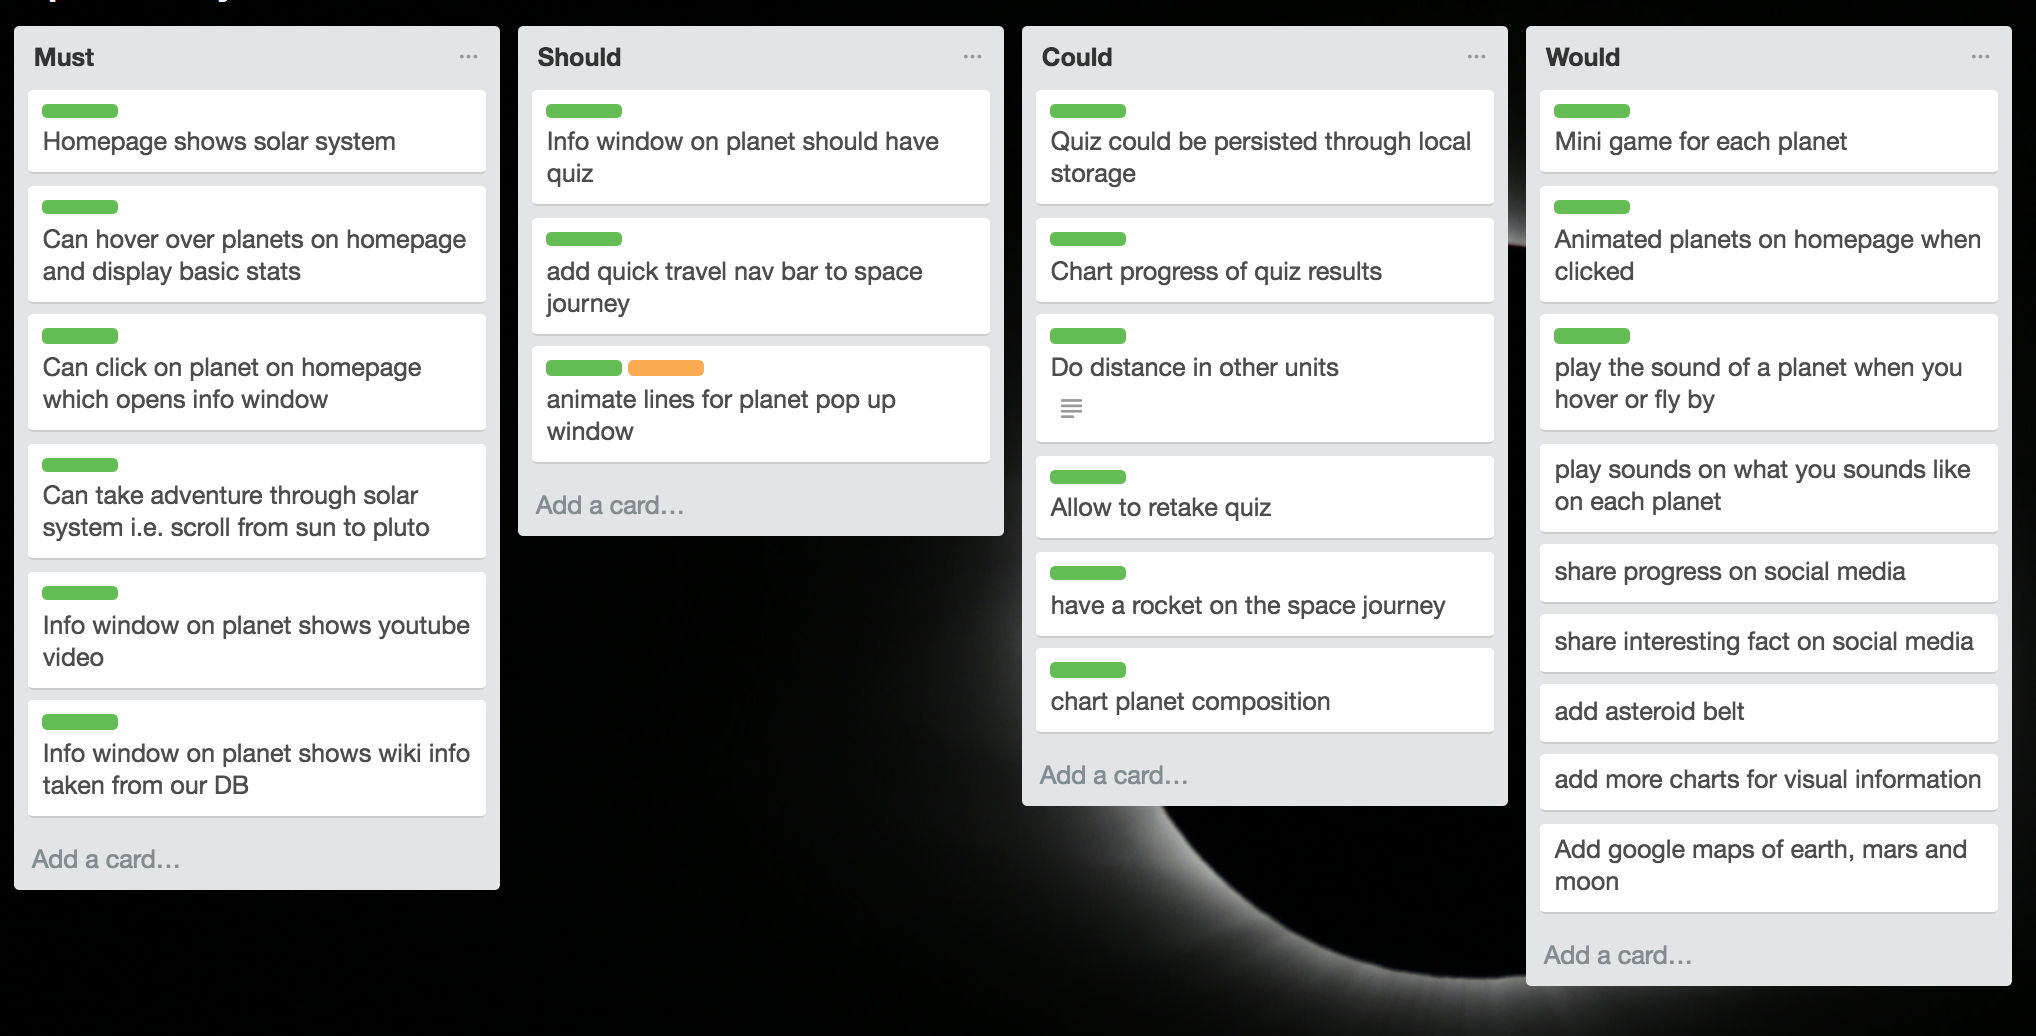 Must
Homepage shows solar system
Can hover over planets on homepage
and display basic stats
Can click on planet on homepage
which opens info window
Can take adventure through solar
system i.e. scroll from sun to pluto
Info window on planet shows youtube
video
Info window on planet shows wiki info
taken from our DB
Add a card…
Should
Info window on planet should have
quiz
add quick travel nav bar to space
journey
animate lines for planet pop up
window
Add a card…
Could
Quiz could be persisted through local
storage
Chart progress of quiz results
Do distance in other units
Allow to retake quiz
have a rocket on the space journey
chart planet composition
Add a card…
Would
Mini game for each planet
Animated planets on homepage when
clicked
play the sound of a planet when you
hover or fly by
play sounds on what you sounds like
on each planet
share progress on social media
share interesting fact on social media
add asteroid belt
add more charts for visual information
Add google maps of earth, mars and
moon
Add a card…